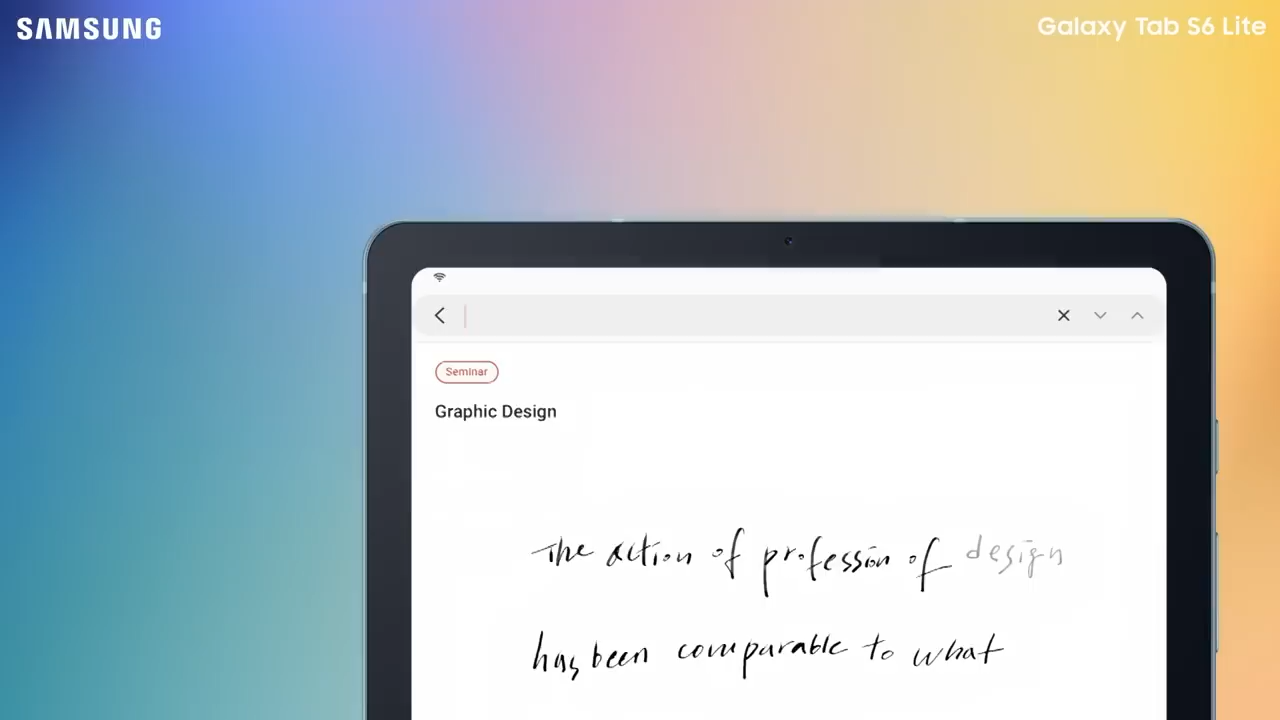 SAMSUNG
Galaxy Tab S6 Lite
Seminar
Graphic Design
The action of profession of design
has been comparable to what